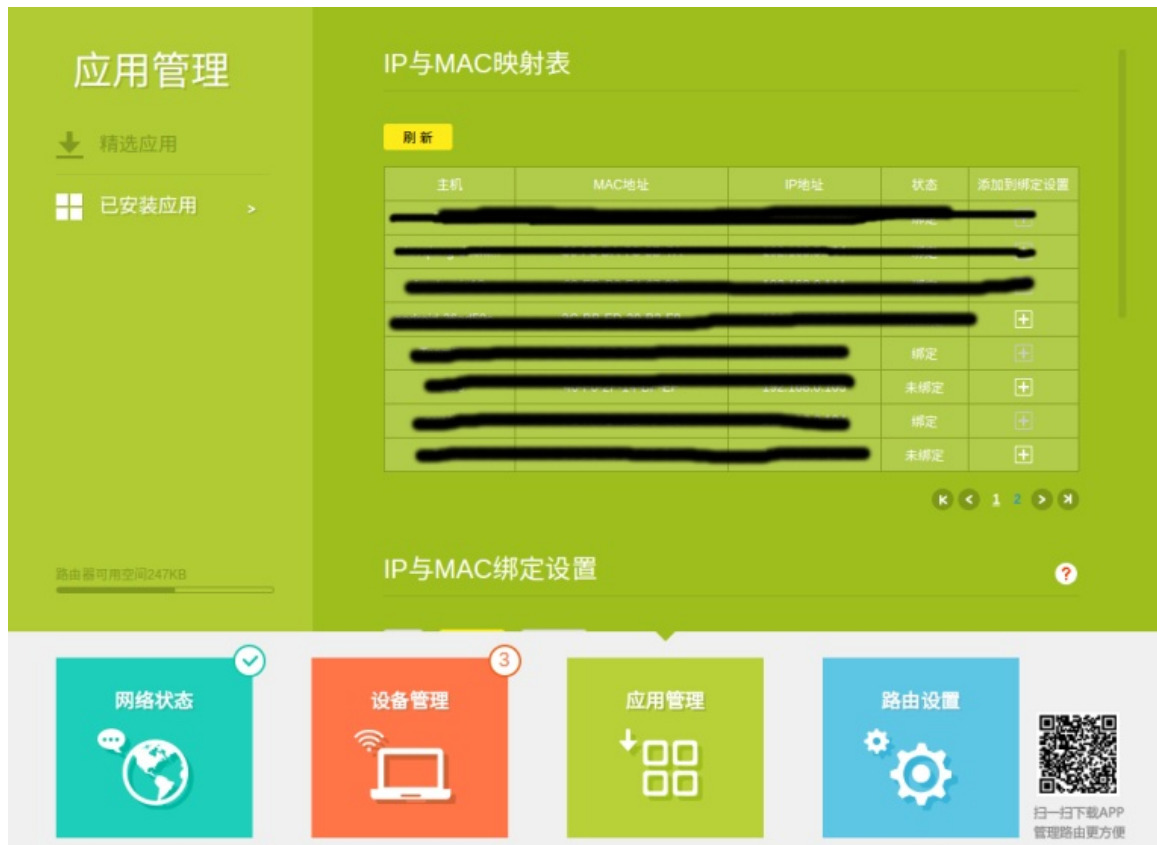 应用管理
精选应用
已安装应用 >
路由器可用空间247KB
IP与MAC映射表
刷新
主机 MAC地址 IP地址 状态 添加到绑定设置
绑定
未绑定
绑定
未绑定
1 2
IP与MAC绑定设置
?
网络状态
设备管理
3
应用管理
路由设置
扫一扫下载APP
管理路由更方便